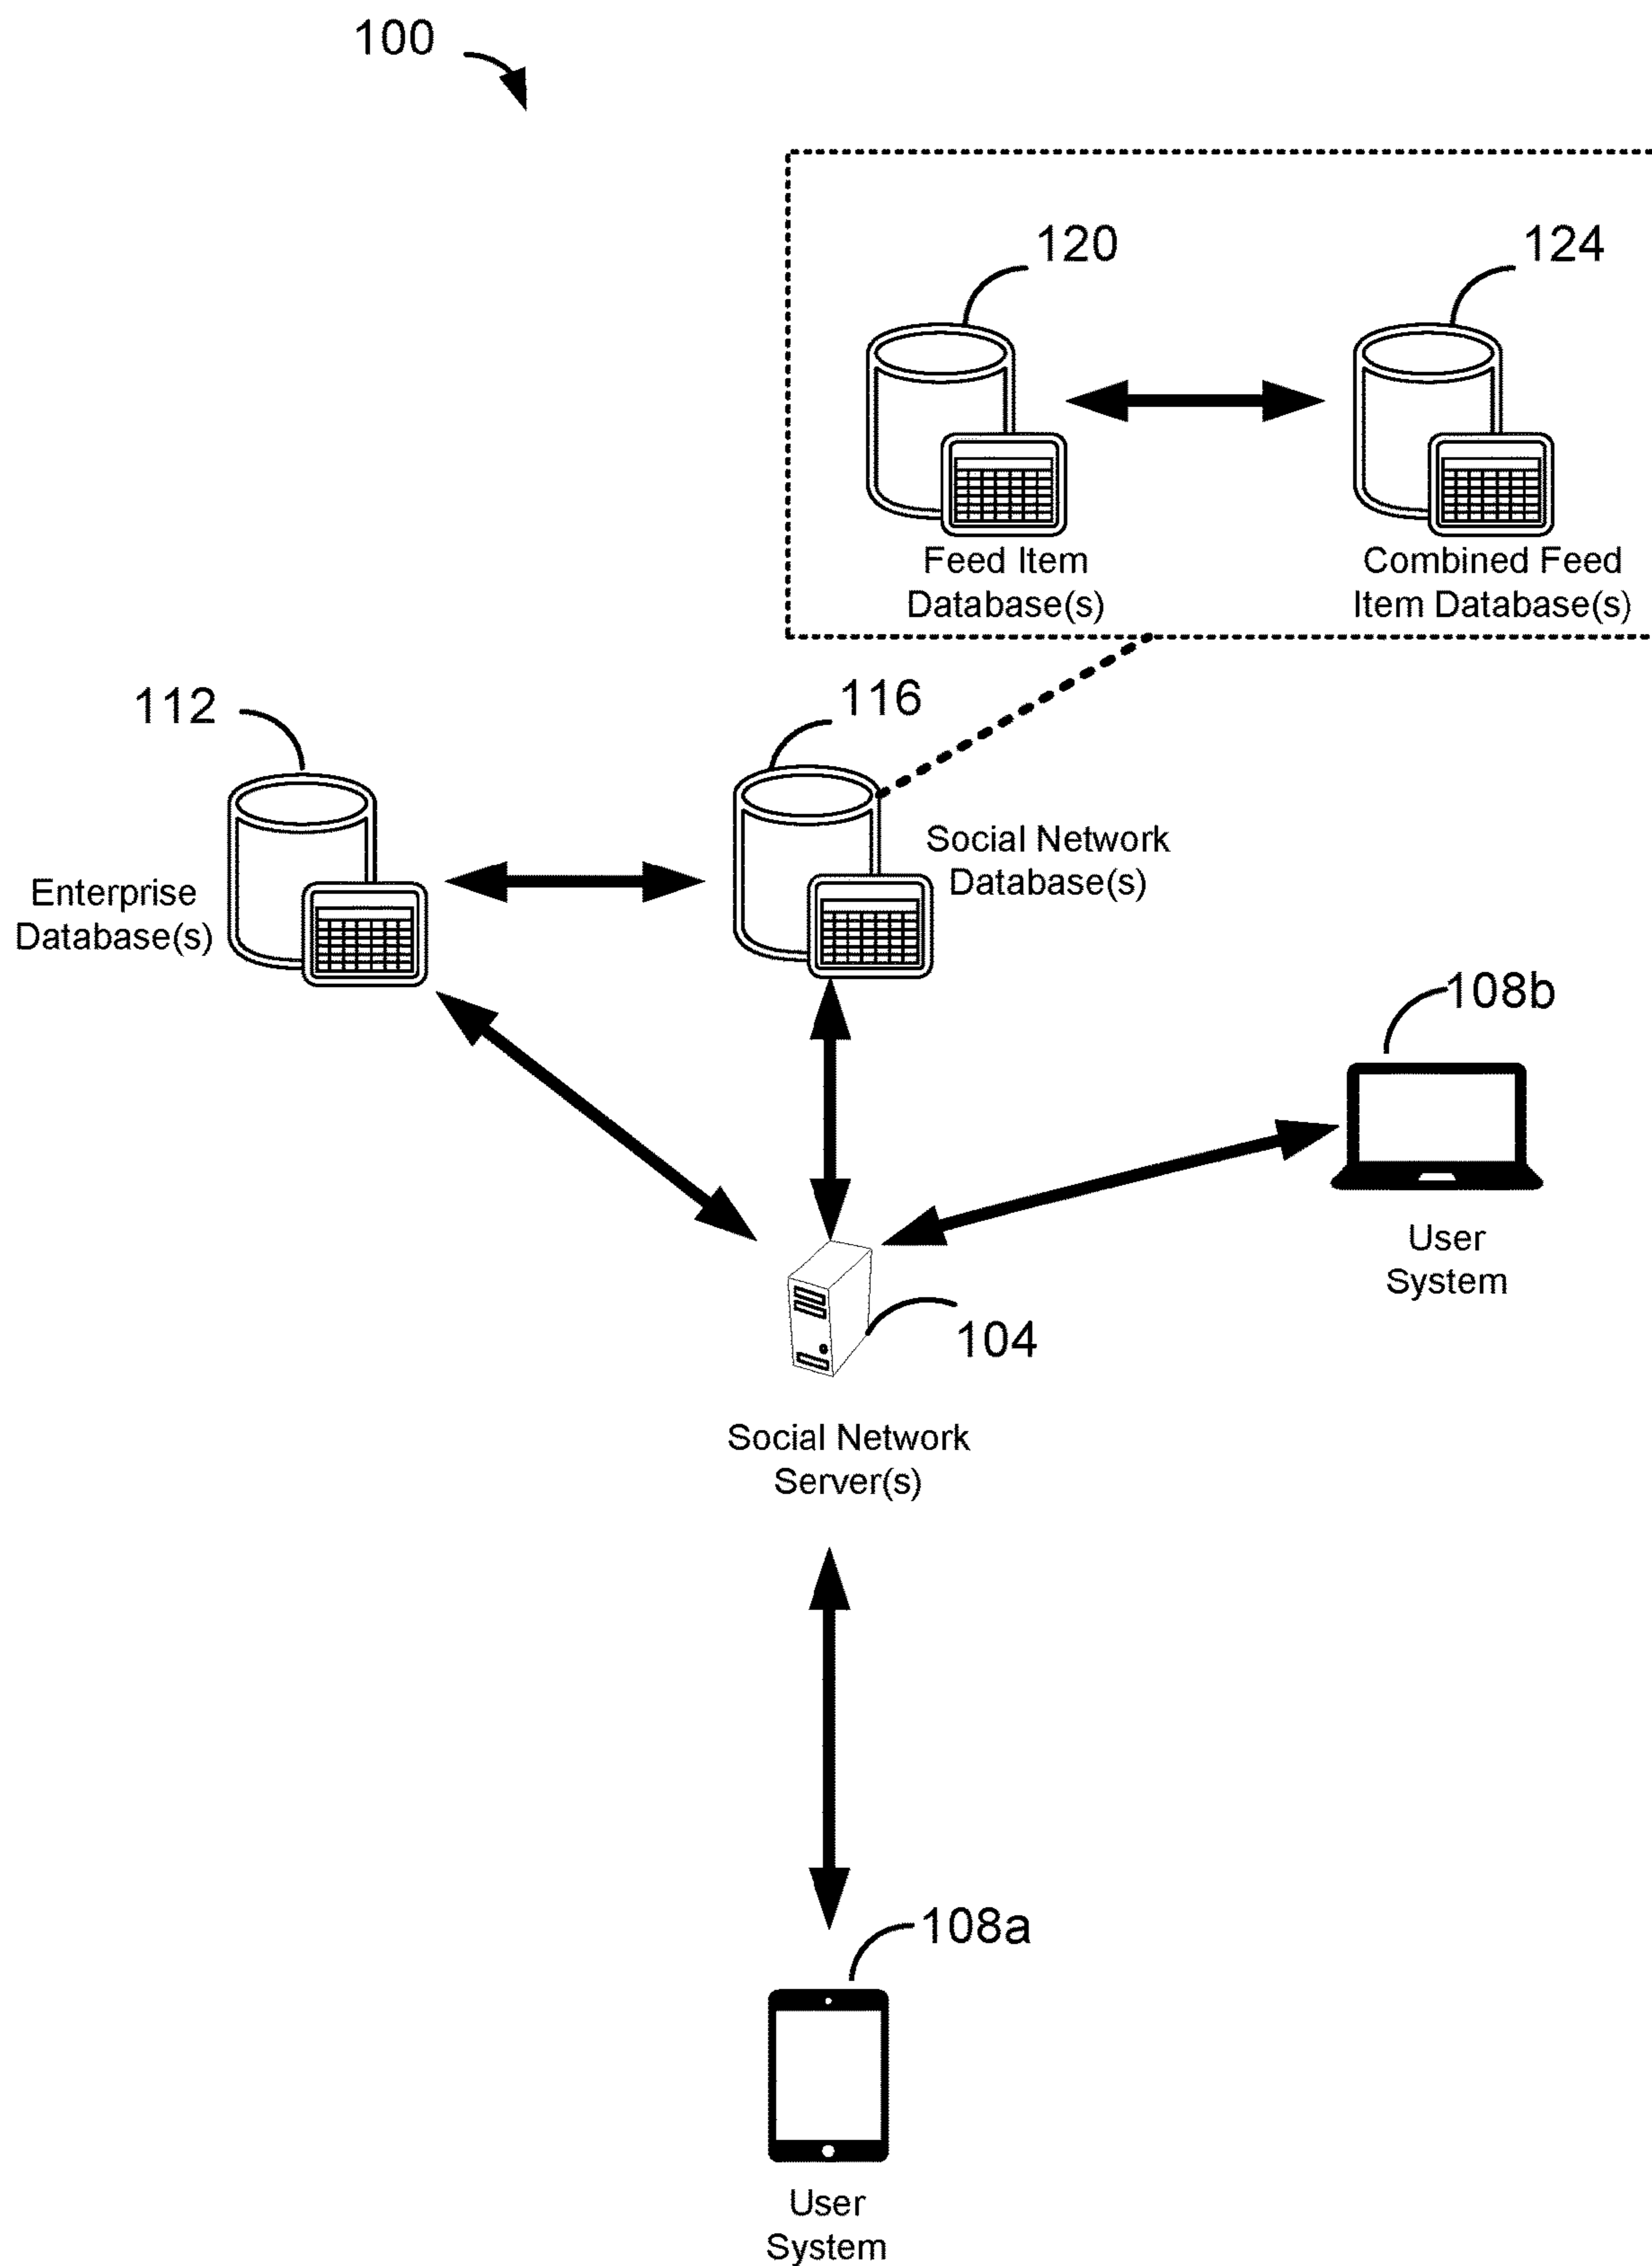 100
120
124
Feed Item
Database(s)
Combined Feed
Item Database(s)
112
116
Social Network
Database(s)
Enterprise
Database(s)
108b
User
System
104
Social Network
Server(s)
108a
User
System